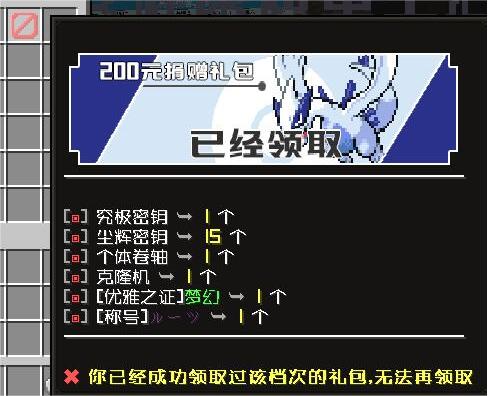 200元捐赠礼包
已经领取
[▣] 究极密钥 ↪ 1 个
[▣] 尘辉密钥 ↪ 15 个
[▣] 个体卷轴 ↪ 1 个
[▣] 克隆机 ↪ 1 个
[▣] [优雅之证]梦幻 ↪ 1 个
[▣] [称号]ルーツ ↪ 1 个
✖ 你已经成功领取过该档次的礼包,无法再领取